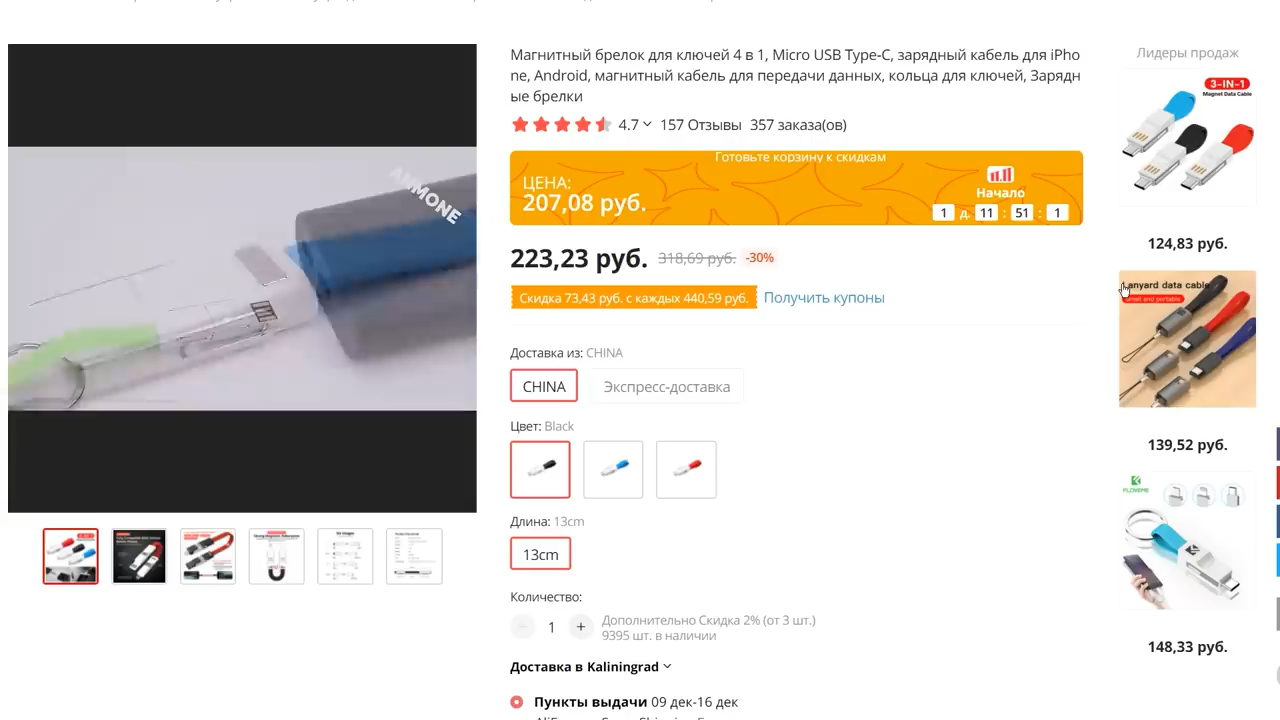 Магнитный брелок для ключей 4 в 1, Micro USB Type-C, зарядный кабель для iPho
ne, Android, магнитный кабель для передачи данных, кольца для ключей, Зарядн
ые брелки
4.7 157 Отзывы 357 заказа(ов)
Готовьте корзину к скидкам
ЦЕНА:
207,08 руб.
Начало
1 д. 11 : 51 : 1
223,23 руб. 318,69 руб. -30%
Скидка 73,43 руб. с каждых 440,59 руб. Получить купоны
Доставка из: CHINA
CHINA Экспресс-доставка
Цвет: Black
Длина: 13cm
13cm
Количество:
1 +
Дополнительно Скидка 2% (от 3 шт.)
9395 шт. в наличии
Доставка в Kaliningrad
Пункты выдачи 09 дек-16 дек
Лидеры продаж
3-IN-1
Magnet Data Cable
124,83 руб.
Lanyard data cable
Small and portable
139,52 руб.
FLOVEME
148,33 руб.